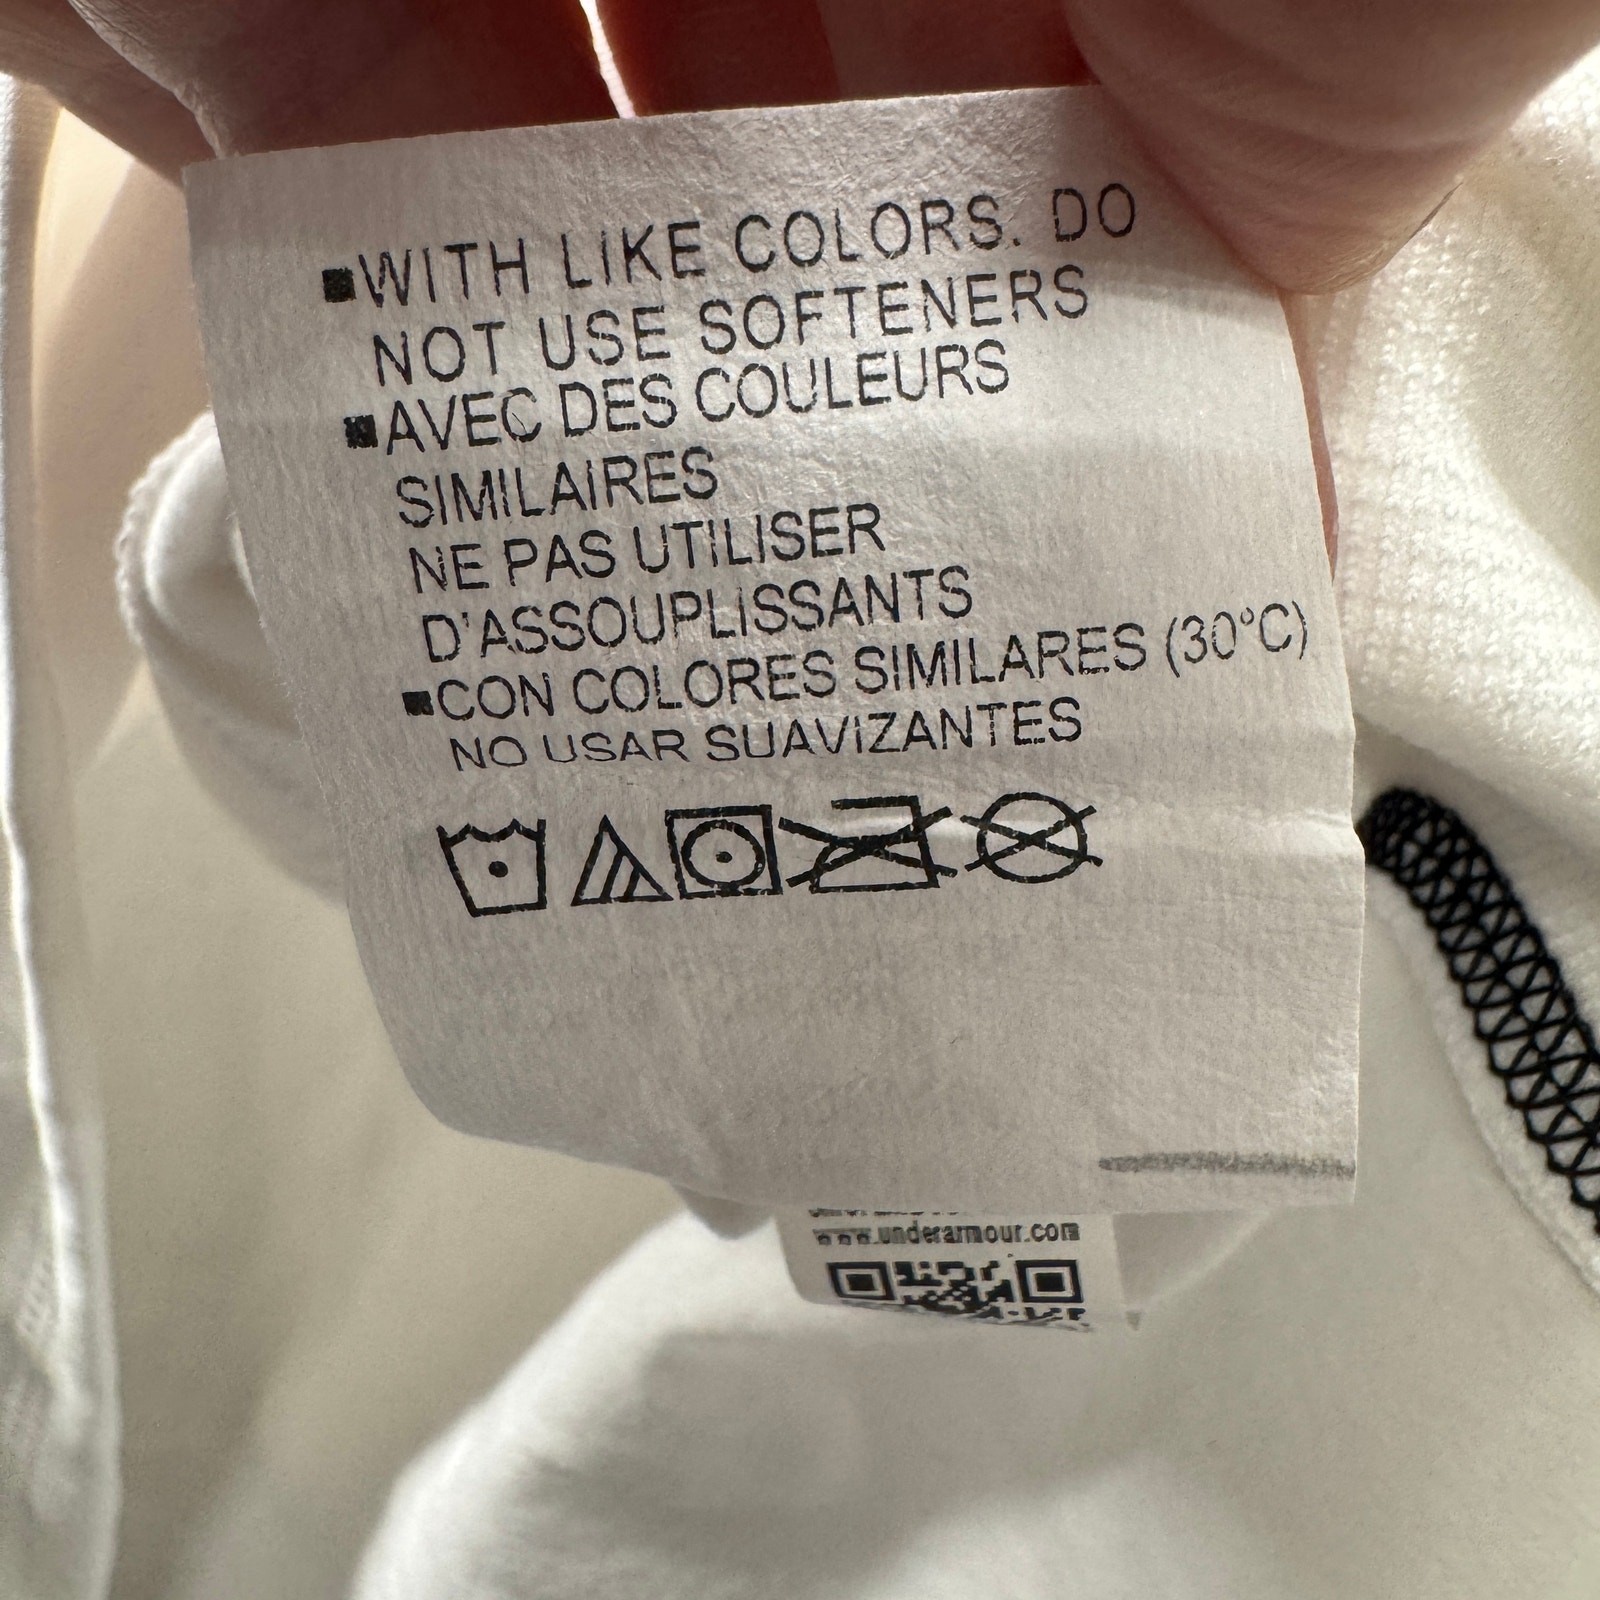 WITH LIKE COLORS. DO
NOT USE SOFTENERS
AVEC DES COULEURS
SIMILAIRES
NE PAS UTILISER
D'ASSOUPLISSANTS
CON COLORES SIMILARES (30°C)
NO USAR SUAVIZANTES
www.underarmour.com